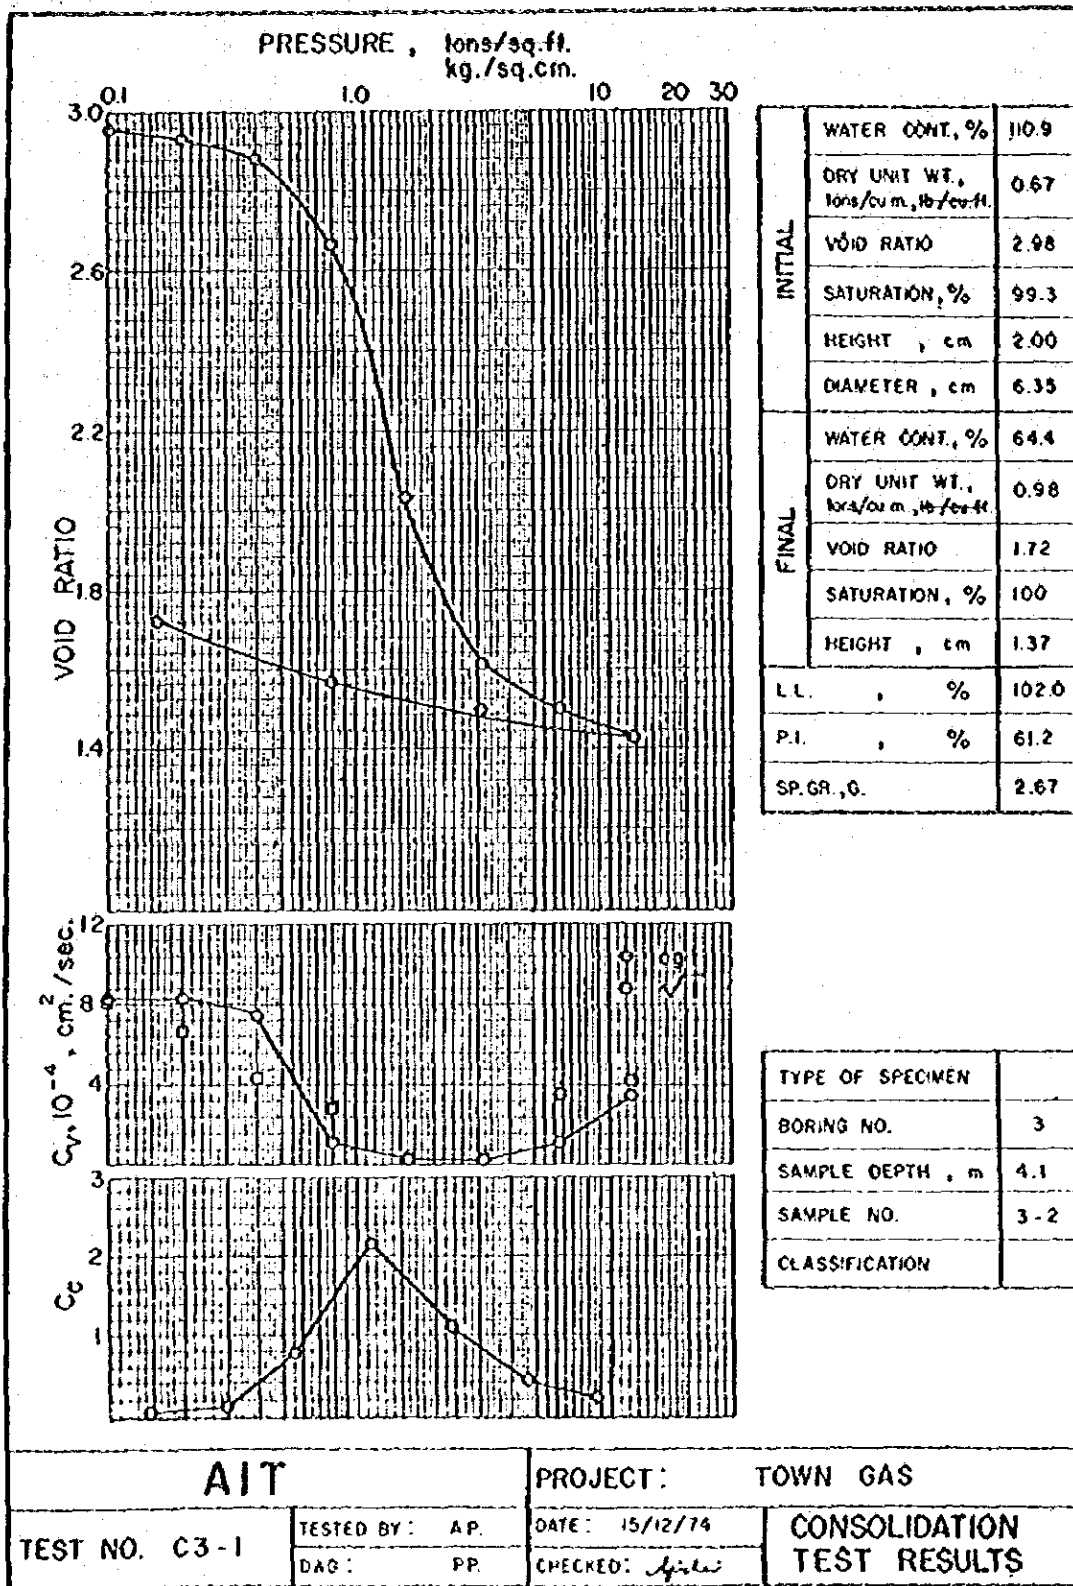 PRESSURE , tons/sq.ft.
kg./sq.cm.
0.1 1.0 10 20 30
3.0
2.6
2.2
1.8
1.4
VOID RATIO
12
8
4
Cv, 10⁻⁴, cm.²/sec.
log
√t
3
2
1
Cc
INITIAL
WATER CONT., % 110.9
DRY UNIT WT., tons/cu m., lb/cu.ft. 0.67
VOID RATIO 2.98
SATURATION, % 99.3
HEIGHT , cm 2.00
DIAMETER , cm 6.35
FINAL
WATER CONT., % 64.4
DRY UNIT WT., tons/cu m., lb/cu.ft. 0.98
VOID RATIO 1.72
SATURATION, % 100
HEIGHT , cm 1.37
L.L. , % 102.0
P.I. , % 61.2
SP. GR., G. 2.67
TYPE OF SPECIMEN
BORING NO. 3
SAMPLE DEPTH , m 4.1
SAMPLE NO. 3-2
CLASSIFICATION
AIT
PROJECT: TOWN GAS
TEST NO. C3-1
TESTED BY: A.P.
DAG: P.P.
DATE: 15/12/74
CHECKED:
CONSOLIDATION
TEST RESULTS